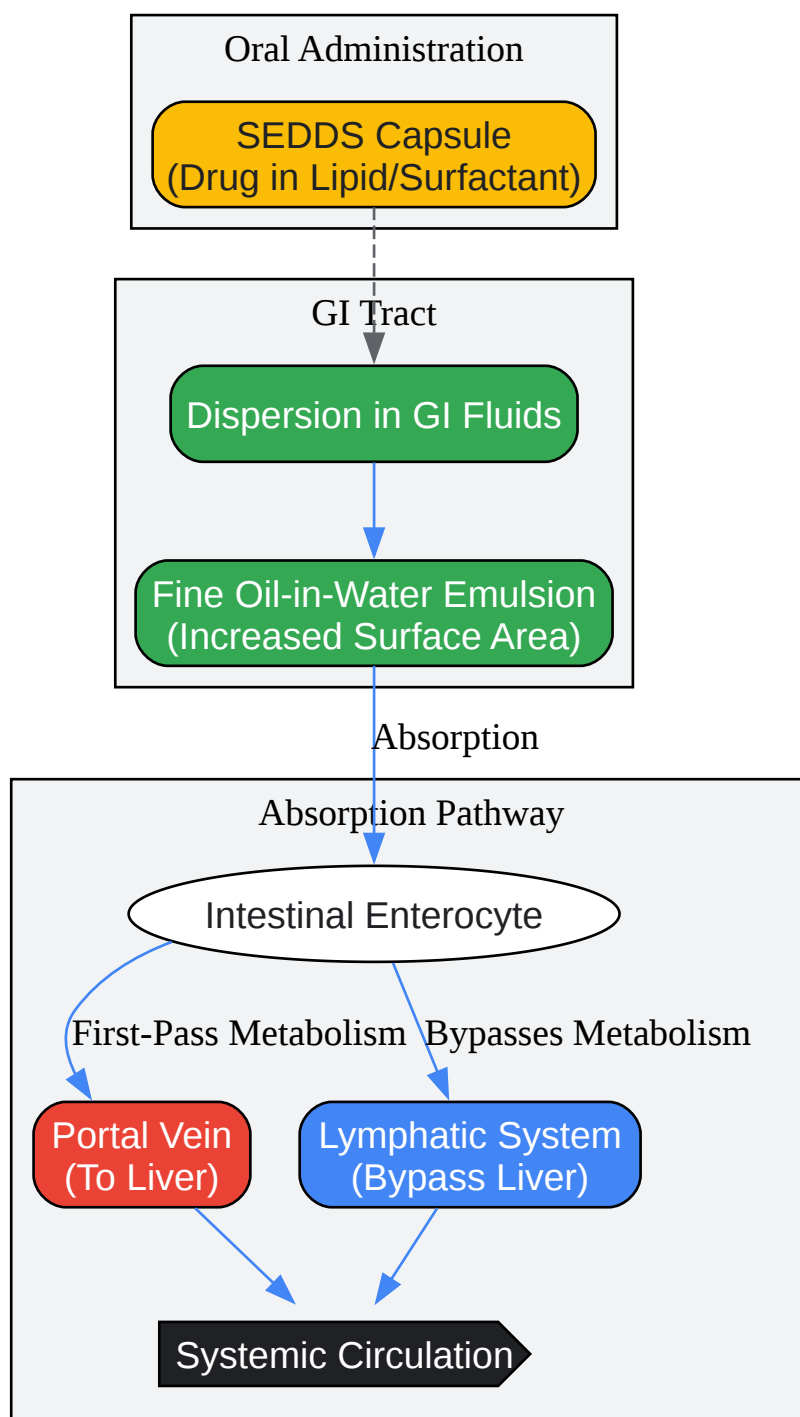 Oral Administration
SEDDS Capsule
(Drug in Lipid/Surfactant)
GI Tract
Dispersion in GI Fluids
Fine Oil-in-Water Emulsion
(Increased Surface Area)
Absorption
Absorption Pathway
Intestinal Enterocyte
First-Pass Metabolism
Bypasses Metabolism
Portal Vein
(To Liver)
Lymphatic System
(Bypass Liver)
Systemic Circulation